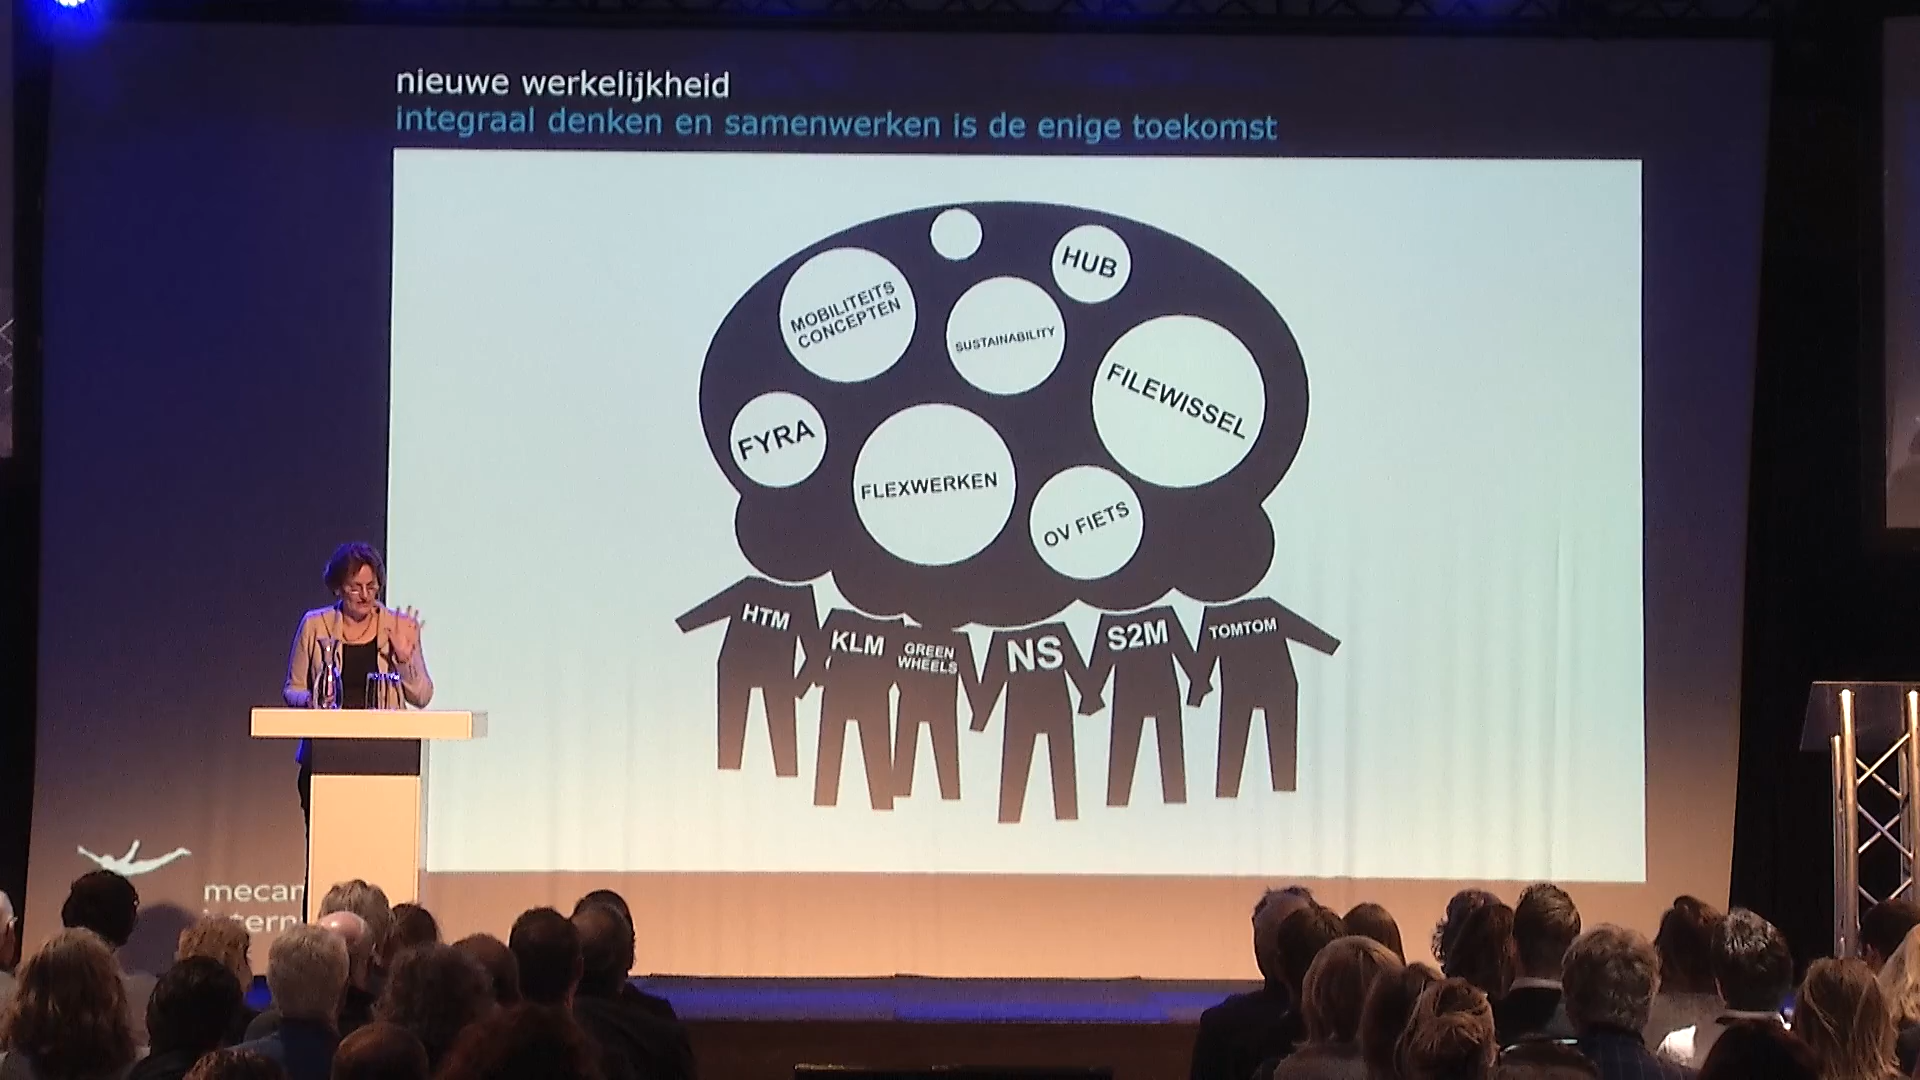 nieuwe werkelijkheid
integraal denken en samenwerken is de enige toekomst
HUB
MOBILITEITS
CONCEPTEN
SUSTAINABILITY
FILEWISSEL
FYRA
FLEXWERKEN
OV FIETS
HTM
KLM
GREEN
WHEELS
NS
S2M
TOMTOM
mecan
intern